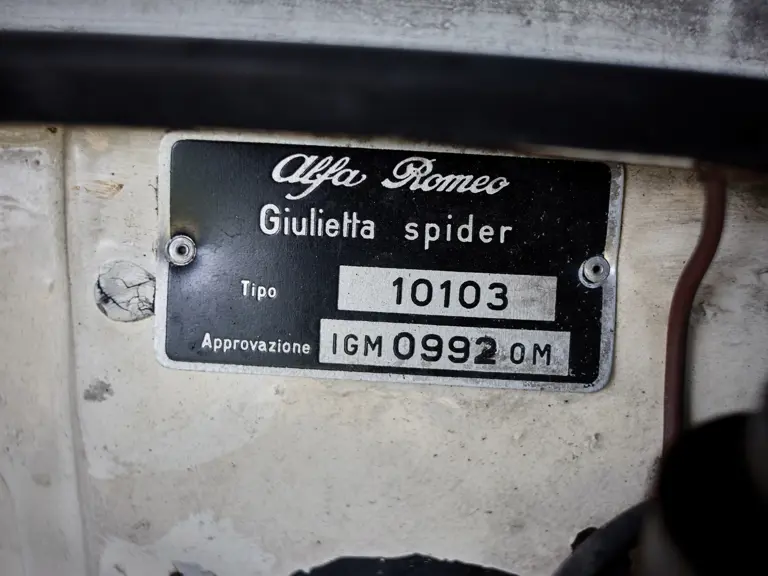 Alfa Romeo
Giulietta spider
Tipo 10103
Approvazione IGM 0992 OM